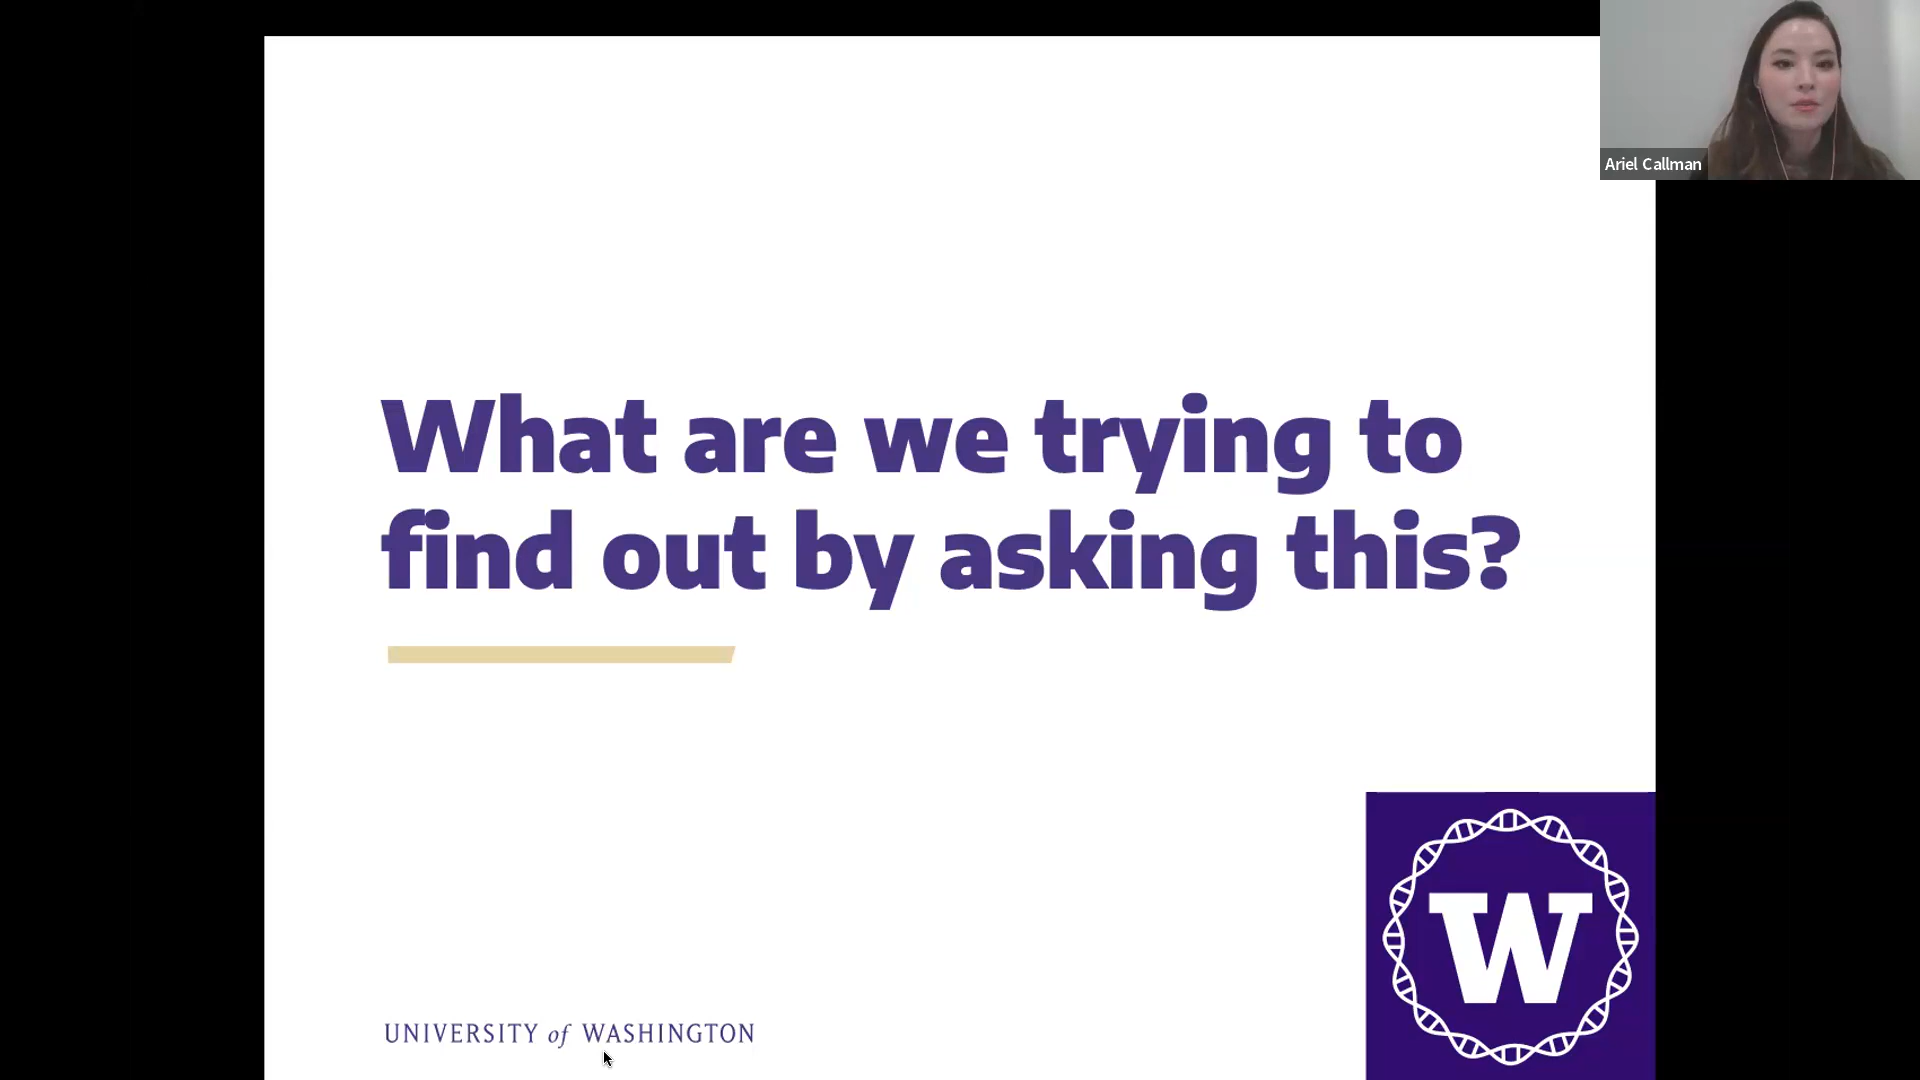 Ariel Callman
What are we trying to
find out by asking this?
W
UNIVERSITY of WASHINGTON